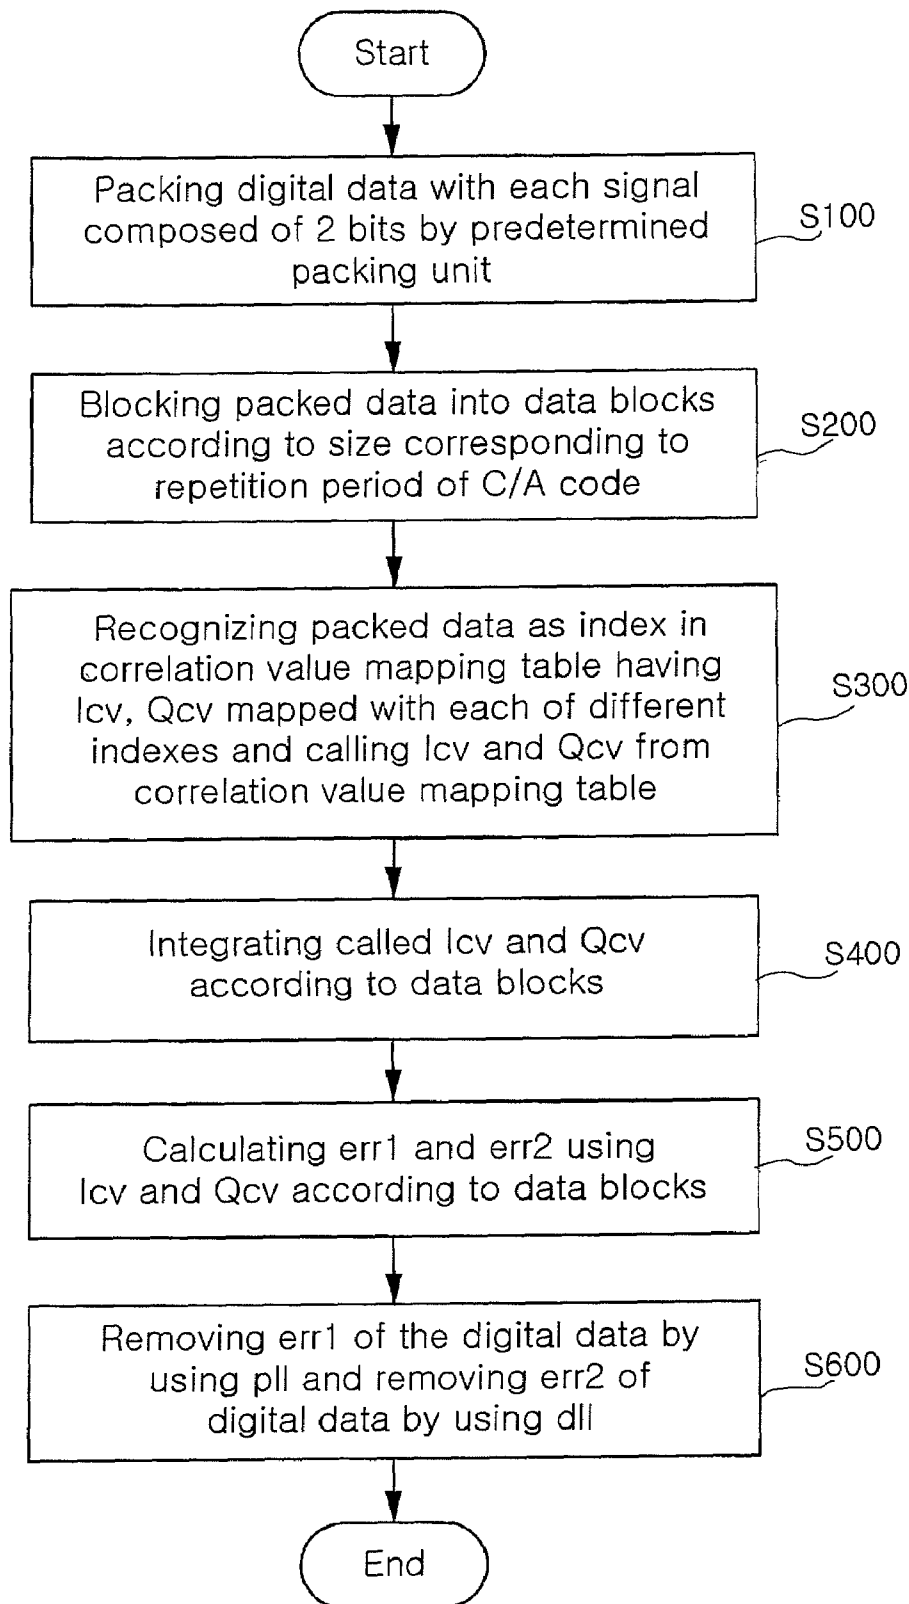 Start
Packing digital data with each signal
composed of 2 bits by predetermined
packing unit
S100
Blocking packed data into data blocks
according to size corresponding to
repetition period of C/A code
S200
Recognizing packed data as index in
correlation value mapping table having
Icv, Qcv mapped with each of different
indexes and calling Icv and Qcv from
correlation value mapping table
S300
Integrating called Icv and Qcv
according to data blocks
S400
Calculating err1 and err2 using
Icv and Qcv according to data blocks
S500
Removing err1 of the digital data by
using pll and removing err2 of
digital data by using dll
S600
End